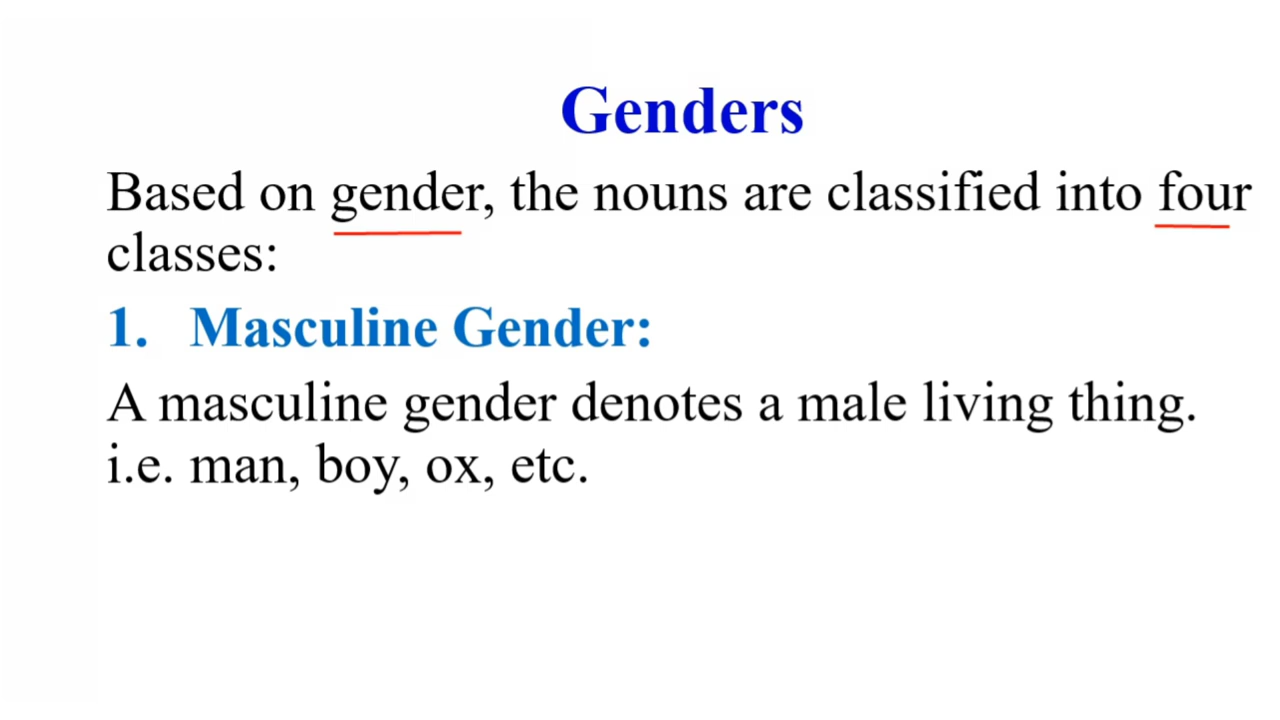 Genders
Based on gender, the nouns are classified into four
classes:
1. Masculine Gender:
A masculine gender denotes a male living thing.
i.e. man, boy, ox, etc.